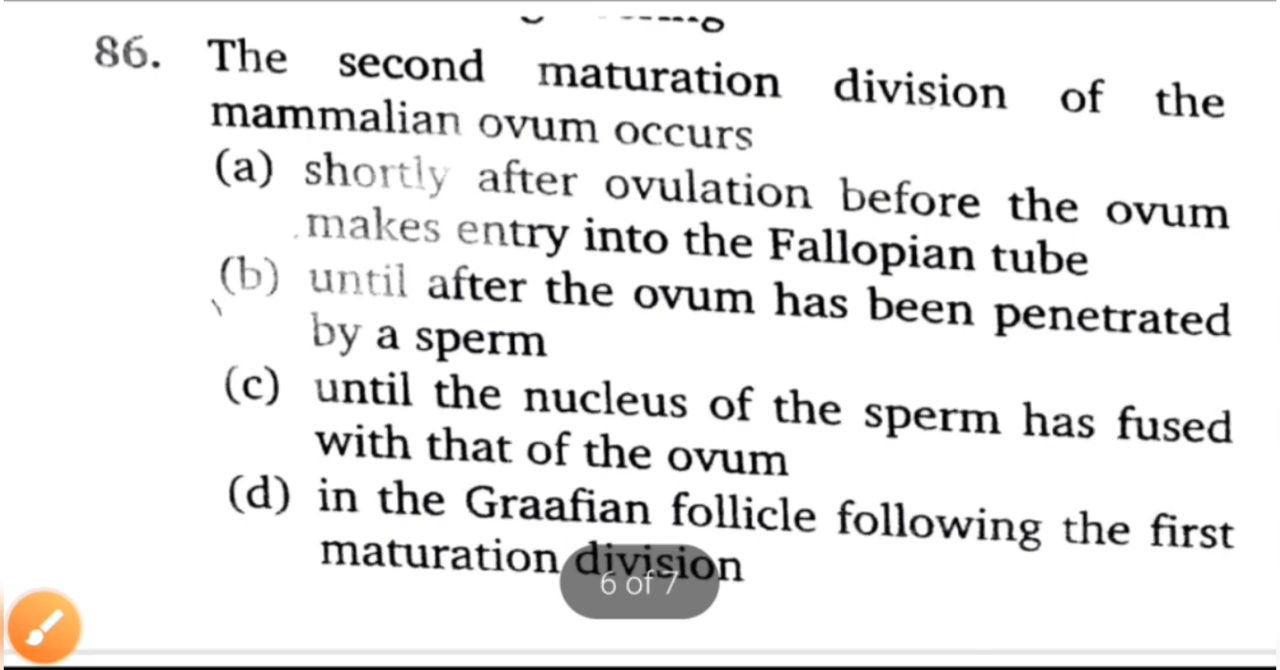 86. The second maturation division of the
mammalian ovum occurs
(a) shortly after ovulation before the ovum
makes entry into the Fallopian tube
(b) until after the ovum has been penetrated
by a sperm
(c) until the nucleus of the sperm has fused
with that of the ovum
(d) in the Graafian follicle following the first
maturation division
6 of 7